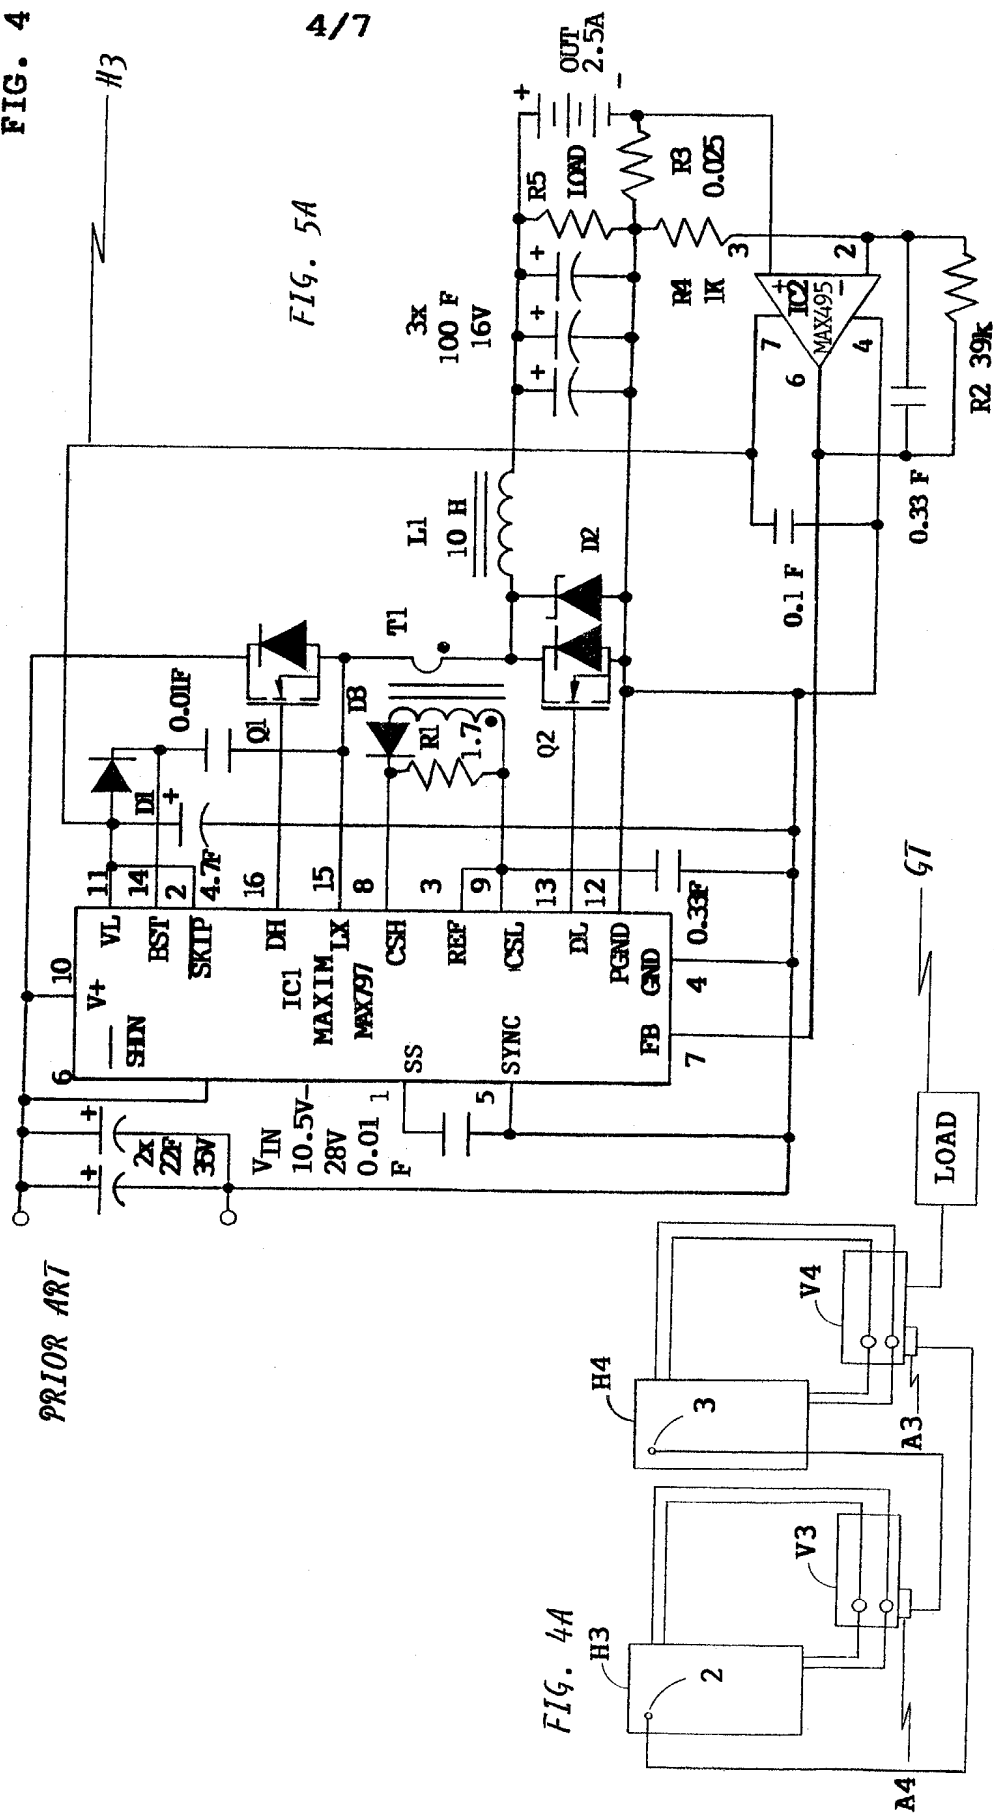 FIG. 4
4/7
H3
FIG. 5A
PRIOR ART
OUT
2.5A
+
−
R5
LOAD
R3
0.025
3x
100 F
16V
+
+
+
R4
1K
3
2
+
IC2
MAX495
−
7
6
4
R2 39k
0.33 F
0.1 F
L1
10 H
D2
T1
Q1
0.01F
D3
R1
1.7
Q2
D1
+
4.7F
11
14
2
16
15
8
3
9
13
12
0.33F
VL
BST
SKIP
DH
LX
CSH
REF
CSL
DL
PGND
GND
4
FB
7
10
V+
SHDN
6
IC1
MAXIM
MAX797
SS
1
SYNC
5
+
+
2x
22F
35V
VIN
10.5V–
28V
0.01
F
GT
LOAD
V4
H4
3
A3
V3
FIG. 4A
H3
2
A4